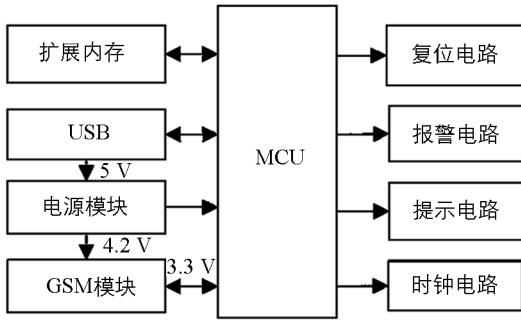 扩展内存
USB
5 V
电源模块
4.2 V
GSM模块
3.3 V
MCU
复位电路
报警电路
提示电路
时钟电路